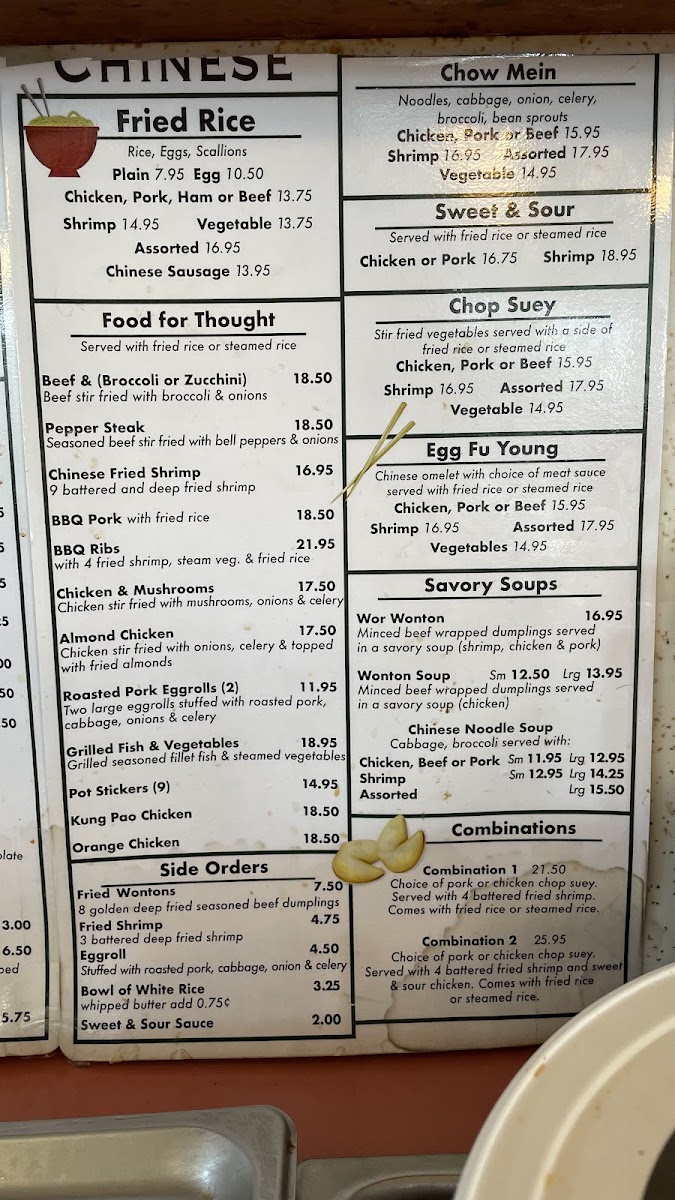 CHINESE
Fried Rice
Rice, Eggs, Scallions
Plain 7.95 Egg 10.50
Chicken, Pork, Ham or Beef 13.75
Shrimp 14.95 Vegetable 13.75
Assorted 16.95
Chinese Sausage 13.95
Food for Thought
Served with fried rice or steamed rice
Beef & (Broccoli or Zucchini) 18.50
Beef stir fried with broccoli & onions
Pepper Steak 18.50
Seasoned beef stir fried with bell peppers & onions
Chinese Fried Shrimp 16.95
9 battered and deep fried shrimp
BBQ Pork with fried rice 18.50
BBQ Ribs 21.95
with 4 fried shrimp, steam veg. & fried rice
Chicken & Mushrooms 17.50
Chicken stir fried with mushrooms, onions & celery
Almond Chicken 17.50
Chicken stir fried with onions, celery & topped
with fried almonds
Roasted Pork Eggrolls (2) 11.95
Two large eggrolls stuffed with roasted pork,
cabbage, onions & celery
Grilled Fish & Vegetables 18.95
Grilled seasoned fillet fish & steamed vegetables
Pot Stickers (9) 14.95
Kung Pao Chicken 18.50
Orange Chicken 18.50
Side Orders
Fried Wontons 7.50
8 golden deep fried seasoned beef dumplings
Fried Shrimp 4.75
3 battered deep fried shrimp
Eggroll 4.50
Stuffed with roasted pork, cabbage, onion & celery
Bowl of White Rice 3.25
whipped butter add 0.75¢
Sweet & Sour Sauce 2.00
Chow Mein
Noodles, cabbage, onion, celery,
broccoli, bean sprouts
Chicken, Pork or Beef 15.95
Shrimp 16.95 Assorted 17.95
Vegetable 14.95
Sweet & Sour
Served with fried rice or steamed rice
Chicken or Pork 16.75 Shrimp 18.95
Chop Suey
Stir fried vegetables served with a side of
fried rice or steamed rice
Chicken, Pork or Beef 15.95
Shrimp 16.95 Assorted 17.95
Vegetable 14.95
Egg Fu Young
Chinese omelet with choice of meat sauce
served with fried rice or steamed rice
Chicken, Pork or Beef 15.95
Shrimp 16.95 Assorted 17.95
Vegetables 14.95
Savory Soups
Wor Wonton 16.95
Minced beef wrapped dumplings served
in a savory soup (shrimp, chicken & pork)
Wonton Soup Sm 12.50 Lrg 13.95
Minced beef wrapped dumplings served
in a savory soup (chicken)
Chinese Noodle Soup
Cabbage, broccoli served with:
Chicken, Beef or Pork Sm 11.95 Lrg 12.95
Shrimp Sm 12.95 Lrg 14.25
Assorted Lrg 15.50
Combinations
Combination 1 21.50
Choice of pork or chicken chop suey.
Served with 4 battered fried shrimp.
Comes with fried rice or steamed rice.
Combination 2 25.95
Choice of pork or chicken chop suey.
Served with 4 battered fried shrimp and sweet
& sour chicken. Comes with fried rice
or steamed rice.
3.00
6.50
5.75